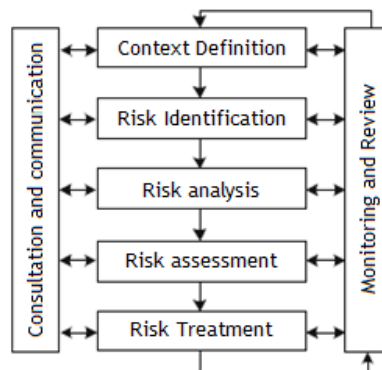 Consultation and communication
Context Definition
Risk Identification
Risk analysis
Risk assessment
Risk Treatment
Monitoring and Review